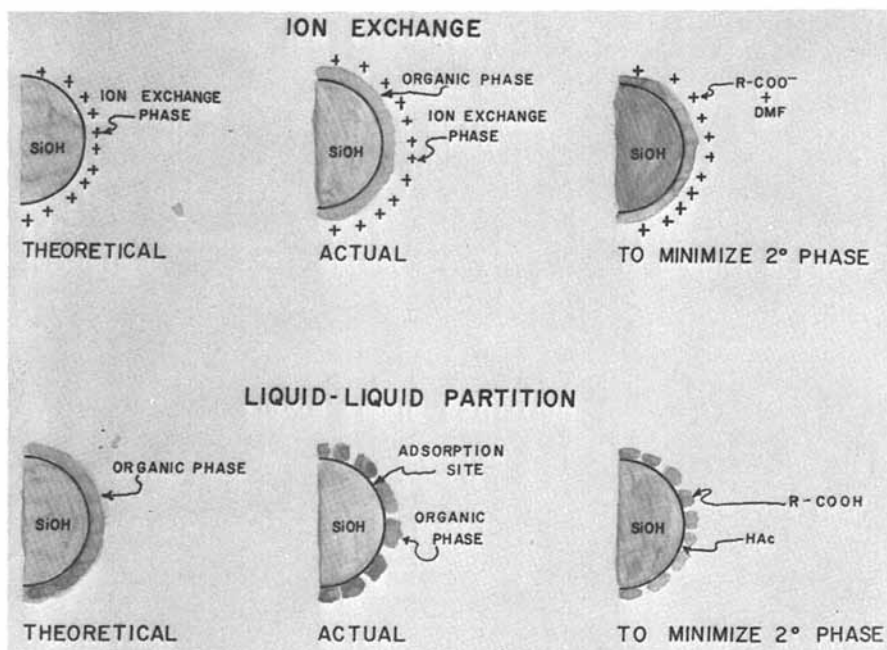 ION EXCHANGE
ION EXCHANGE
PHASE
SiOH
THEORETICAL
ORGANIC PHASE
ION EXCHANGE
PHASE
SiOH
ACTUAL
R-COO⁻
+
DMF
SiOH
TO MINIMIZE 2° PHASE
LIQUID-LIQUID PARTITION
ORGANIC PHASE
SiOH
THEORETICAL
ADSORPTION
SITE
ORGANIC
PHASE
SiOH
ACTUAL
R-COOH
HAc
SiOH
TO MINIMIZE 2° PHASE